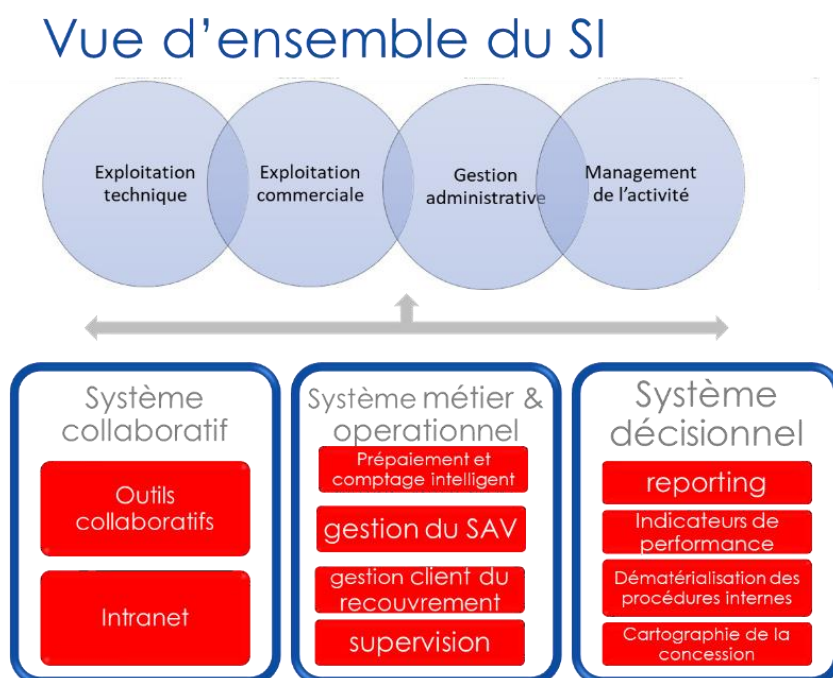 Vue d'ensemble du SI
Exploitation
technique
Exploitation
commerciale
Gestion
administrative
Management
de l'activité
Système
collaboratif
Outils
collaboratifs
Intranet
Système métier &
operationnel
Prépaiement et
comptage intelligent
gestion du SAV
gestion client du
recouvrement
supervision
Système
décisionnel
reporting
Indicateurs de
performance
Dématérialisation des
procédures internes
Cartographie de la
concession